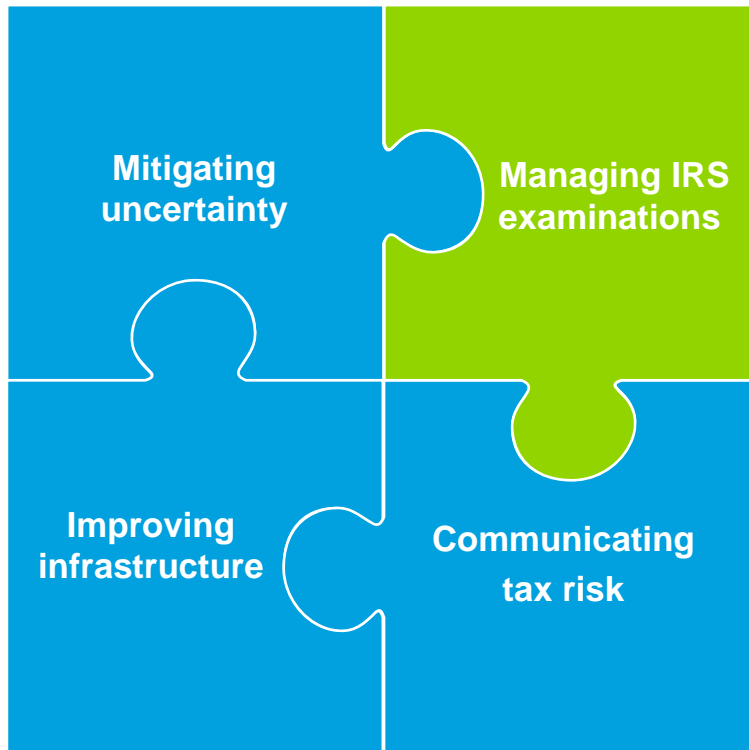 Mitigating
uncertainty
Managing IRS
examinations
Improving
infrastructure
Communicating
tax risk